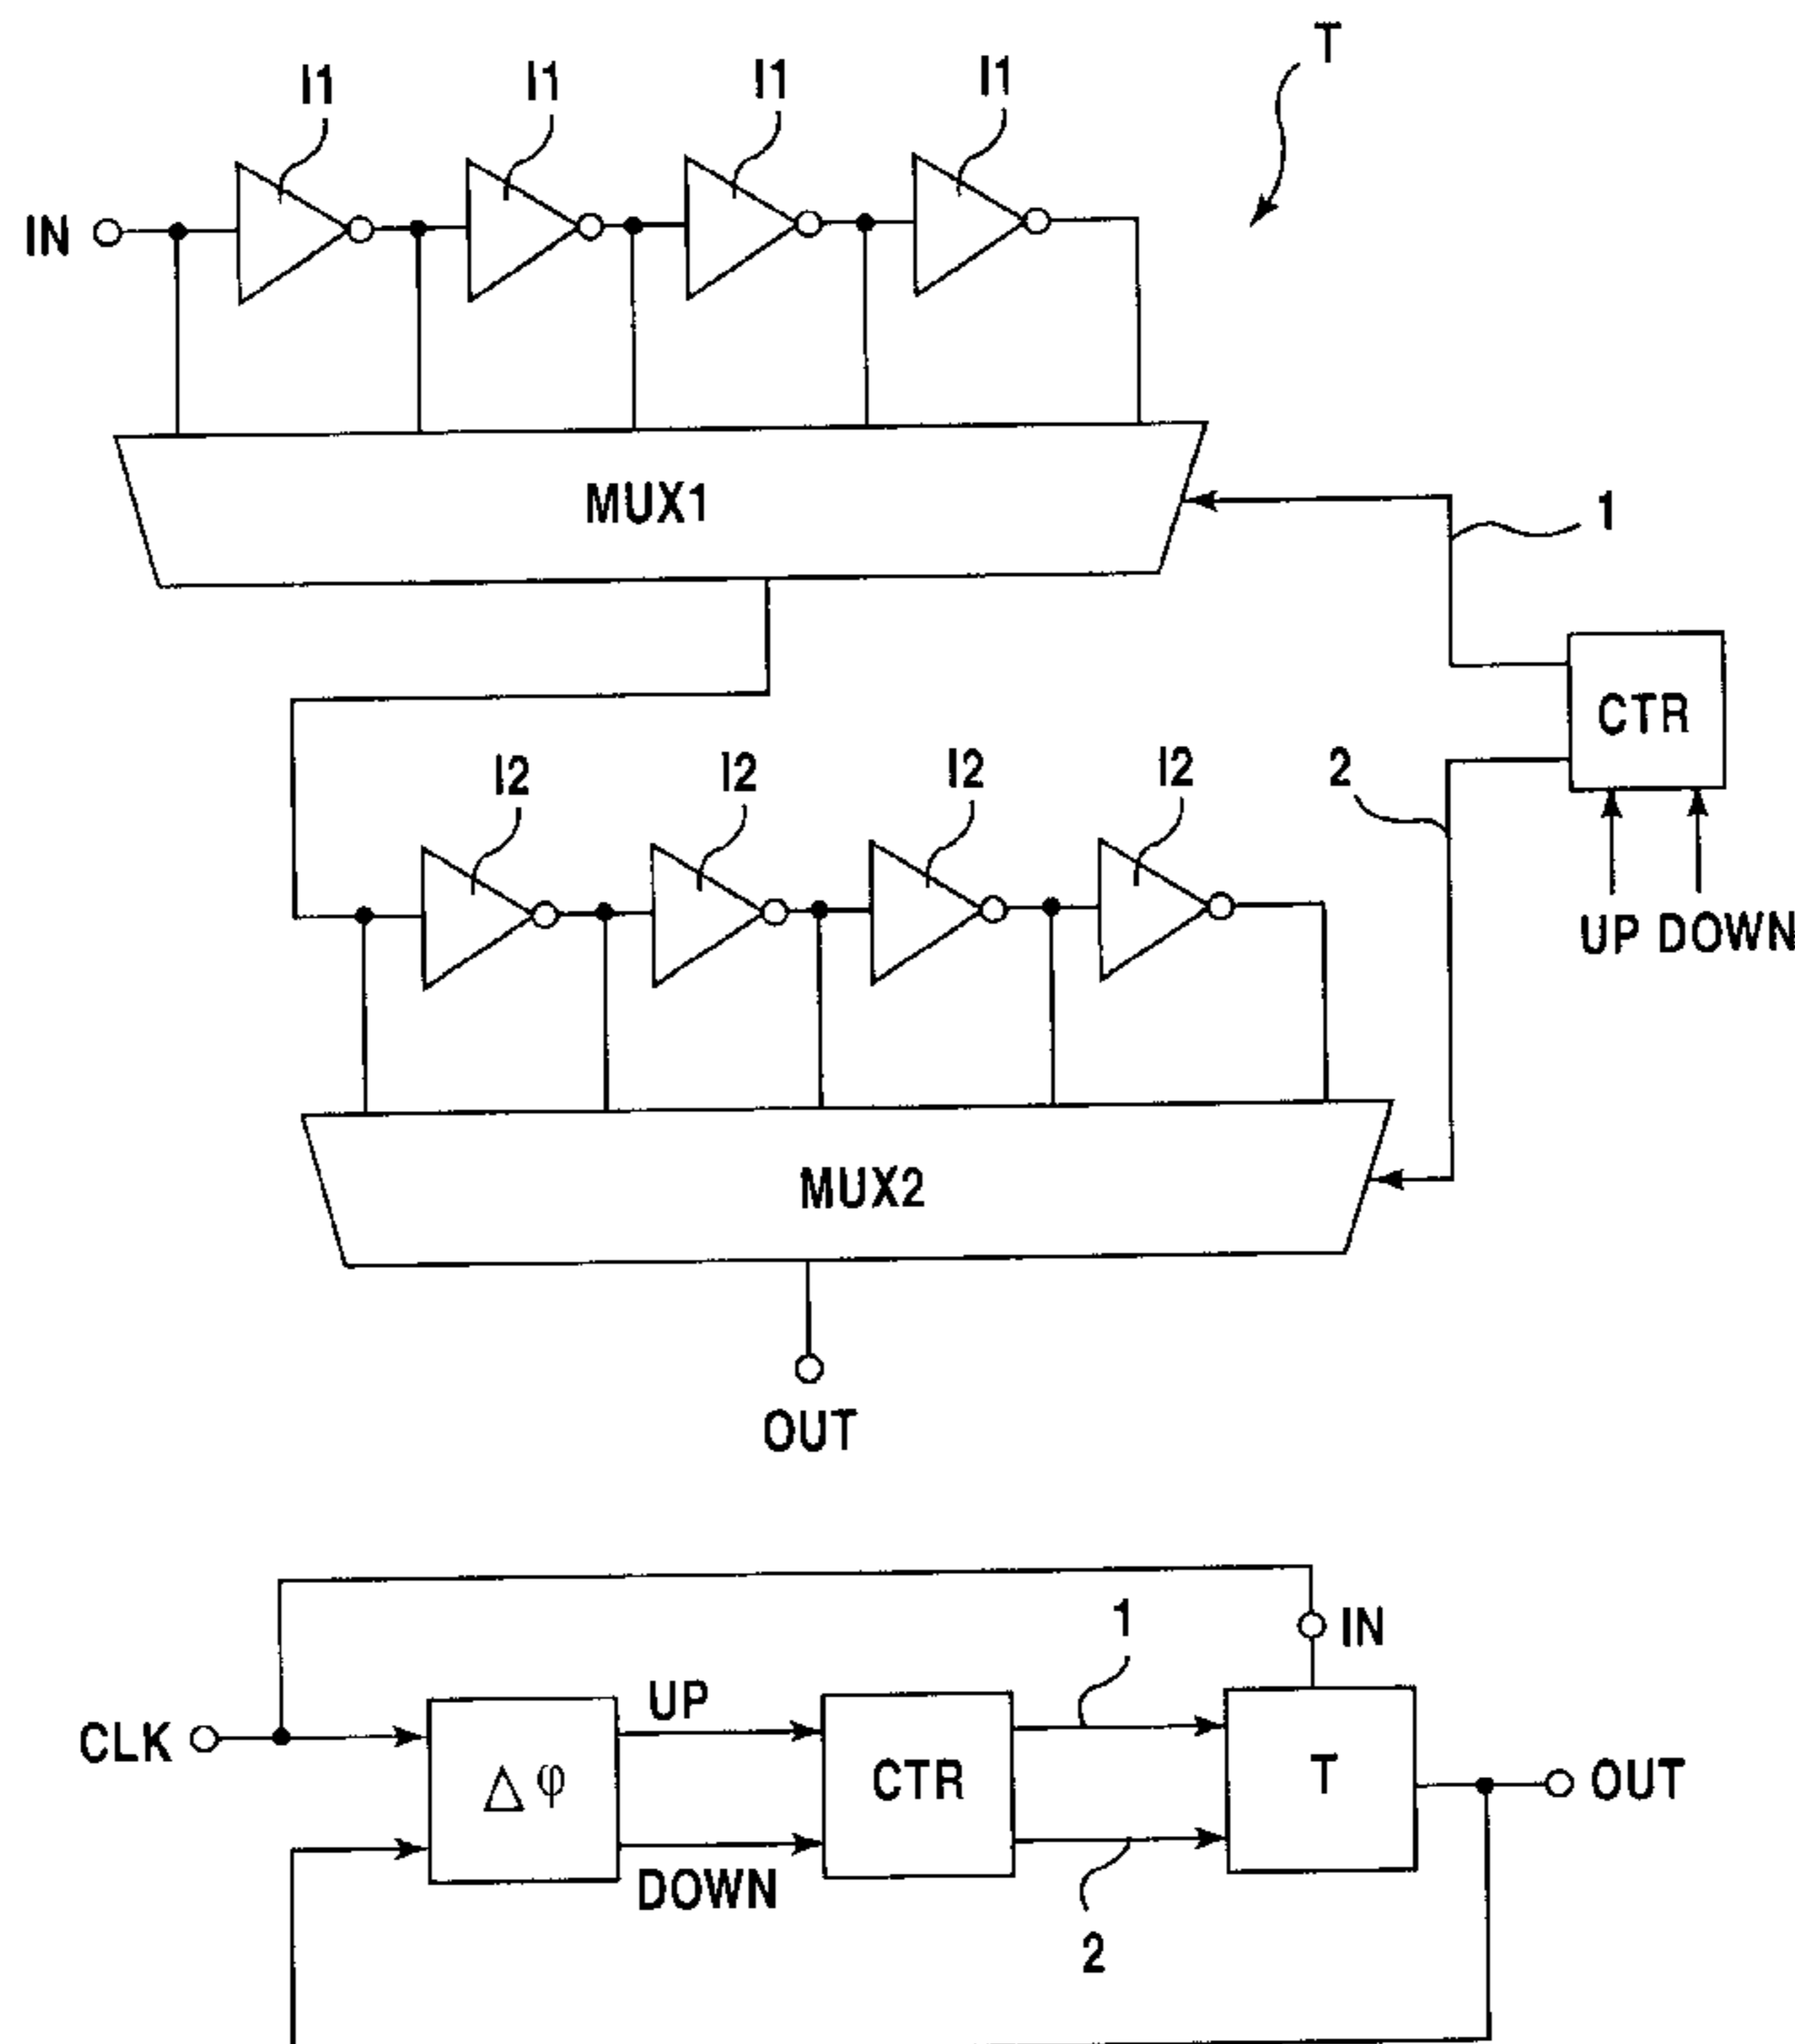 T
I1 I1 I1 I1
IN
MUX1
1
CTR
2
I2 I2 I2 I2
UP DOWN
MUX2
OUT
1
IN
UP
CLK
Δφ
CTR
T
OUT
DOWN
2